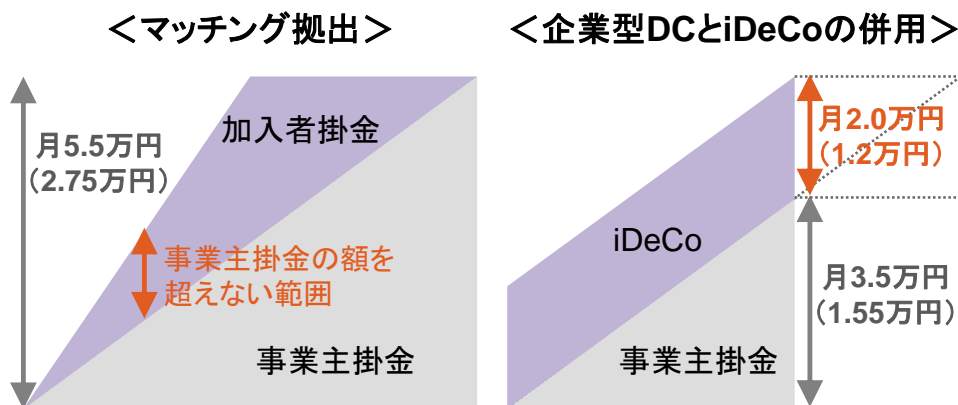 ＜マッチング拠出＞
月5.5万円
（2.75万円）
加入者掛金
事業主掛金の額を
超えない範囲
事業主掛金
＜企業型DCとiDeCoの併用＞
月2.0万円
（1.2万円）
iDeCo
月3.5万円
（1.55万円）
事業主掛金